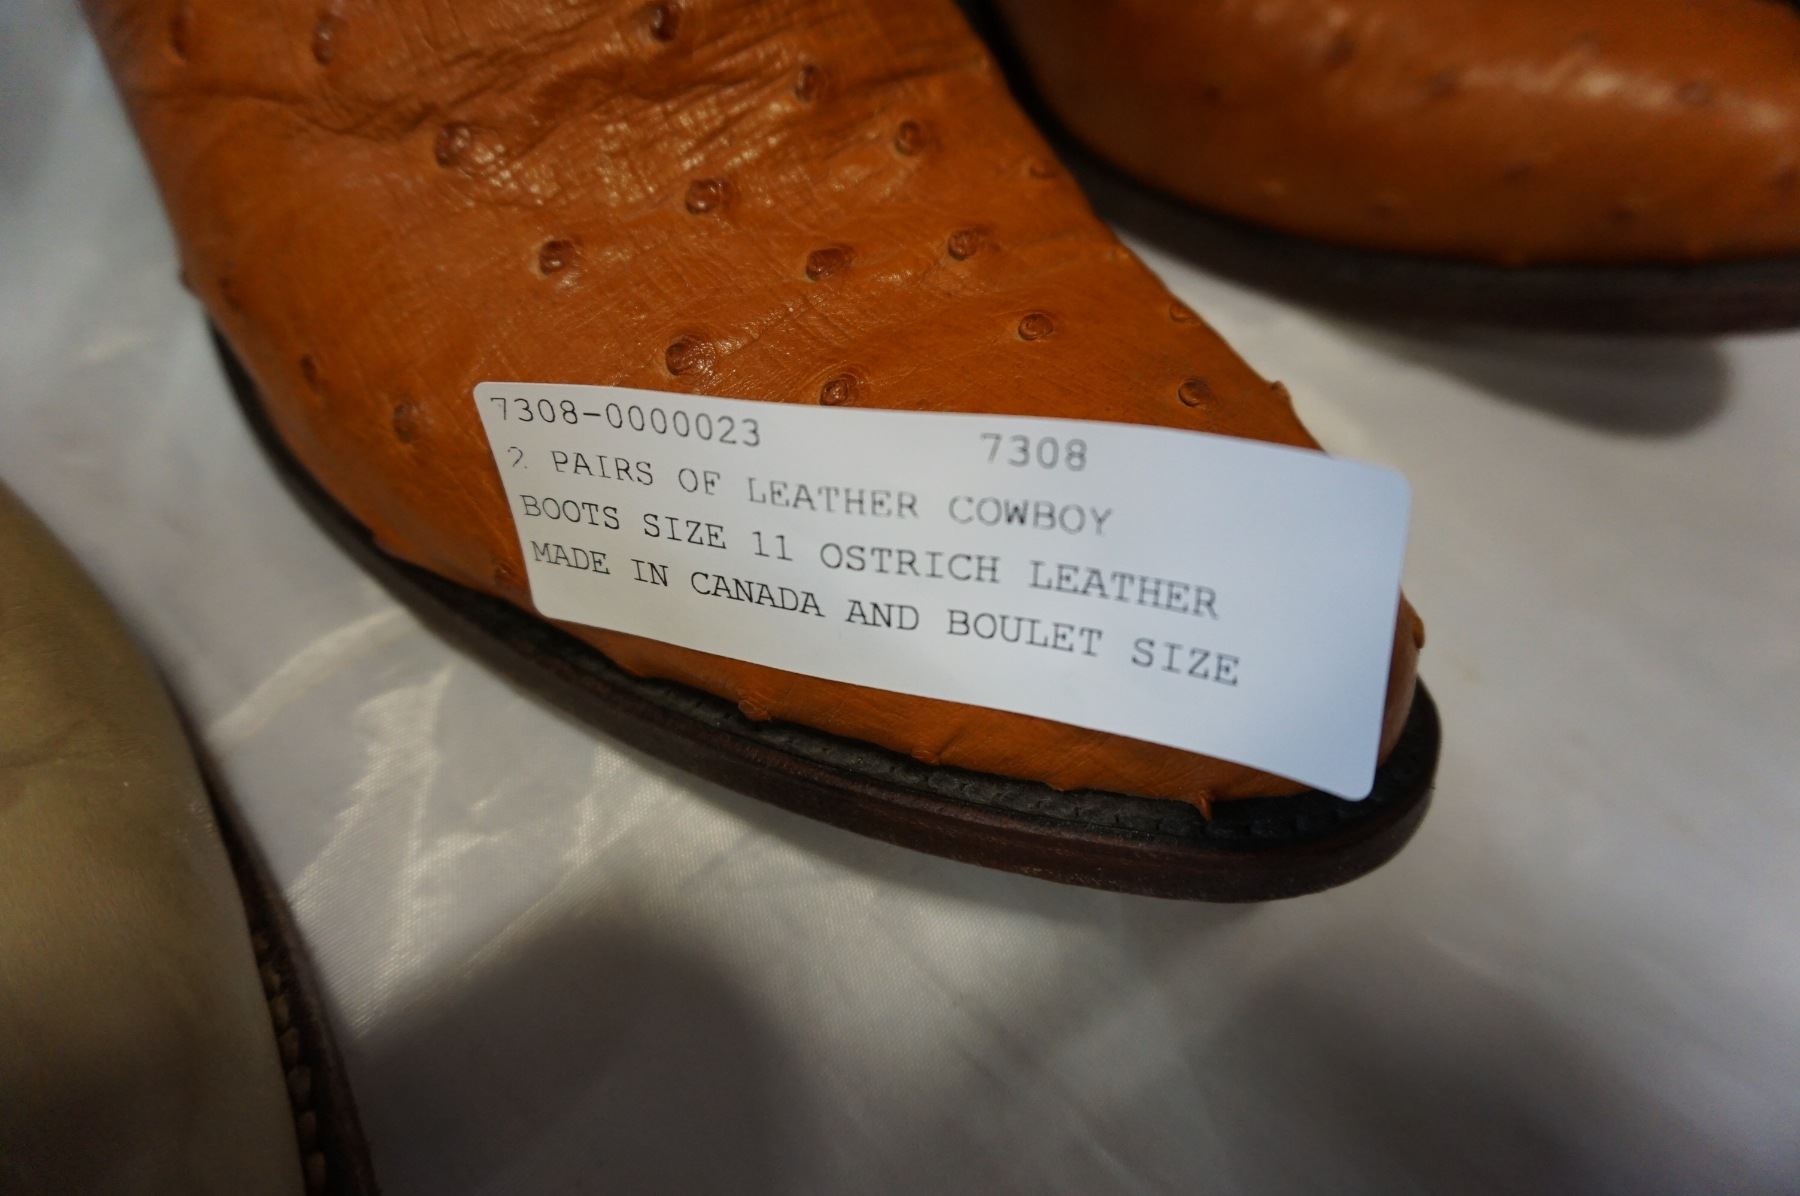 7308-0000023 7308
2 PAIRS OF LEATHER COWBOY
BOOTS SIZE 11 OSTRICH LEATHER
MADE IN CANADA AND BOULET SIZE